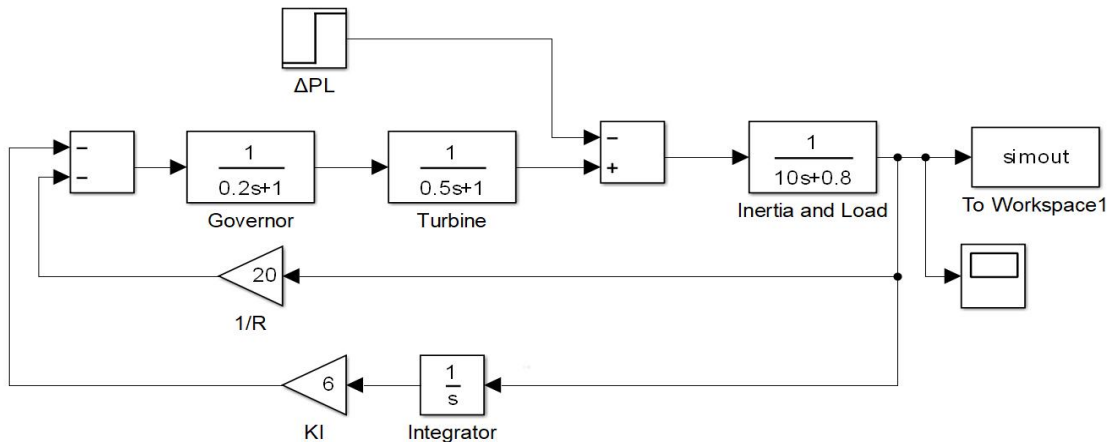 ΔPL
−
−
1
0.2s+1
Governor
1
0.5s+1
Turbine
−
+
1
10s+0.8
Inertia and Load
simout
To Workspace1
20
1/R
6
KI
1
s
Integrator